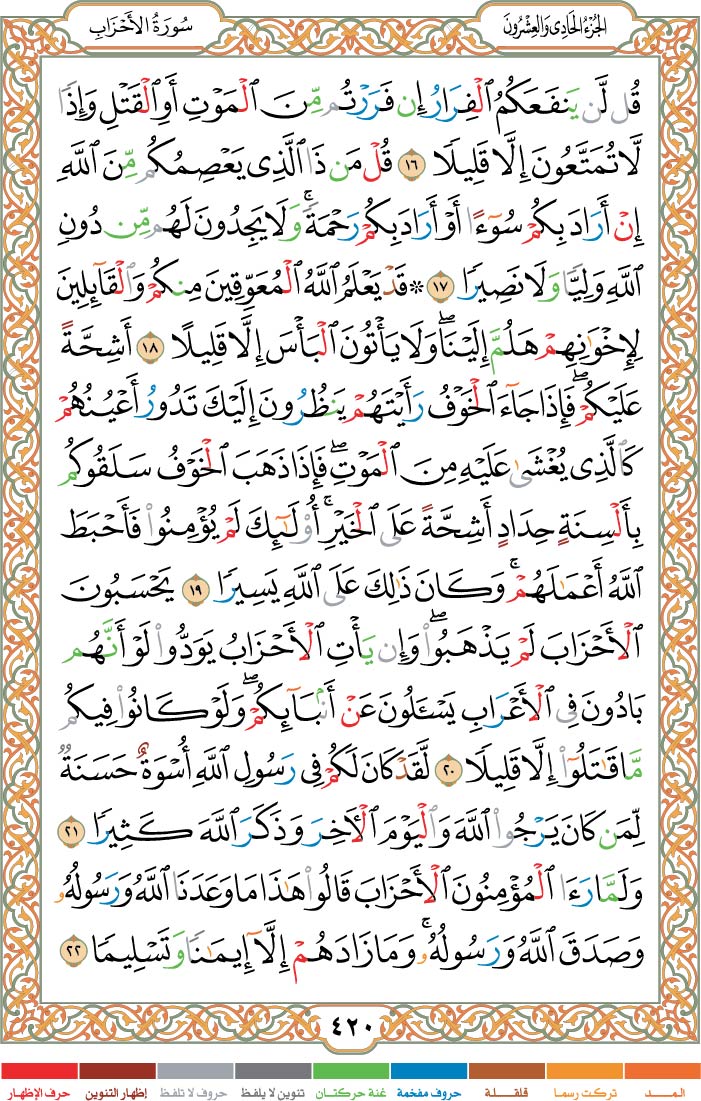 الجُزْءُ الحَادِى وَالعِشْرُونَ
سُورَةُ الأَحْزَابِ
قُل لَّن يَنفَعَكُمُ ٱلْفِرَارُ إِن فَرَرْتُم مِّنَ ٱلْمَوْتِ أَوِ ٱلْقَتْلِ وَإِذًا
لَّا تُمَتَّعُونَ إِلَّا قَلِيلًا ١٦ قُلْ مَن ذَا ٱلَّذِى يَعْصِمُكُم مِّنَ ٱللَّهِ
إِنْ أَرَادَ بِكُمْ سُوٓءًا أَوْ أَرَادَ بِكُمْ رَحْمَةً ۚ وَلَا يَجِدُونَ لَهُم مِّن دُونِ
ٱللَّهِ وَلِيًّا وَلَا نَصِيرًا ١٧ * قَدْ يَعْلَمُ ٱللَّهُ ٱلْمُعَوِّقِينَ مِنكُمْ وَٱلْقَآئِلِينَ
لِإِخْوَٰنِهِمْ هَلُمَّ إِلَيْنَا ۖ وَلَا يَأْتُونَ ٱلْبَأْسَ إِلَّا قَلِيلًا ١٨ أَشِحَّةً
عَلَيْكُمْ ۖ فَإِذَا جَآءَ ٱلْخَوْفُ رَأَيْتَهُمْ يَنظُرُونَ إِلَيْكَ تَدُورُ أَعْيُنُهُمْ
كَٱلَّذِى يُغْشَىٰ عَلَيْهِ مِنَ ٱلْمَوْتِ ۖ فَإِذَا ذَهَبَ ٱلْخَوْفُ سَلَقُوكُم
بِأَلْسِنَةٍ حِدَادٍ أَشِحَّةً عَلَى ٱلْخَيْرِ ۚ أُو۟لَٰٓئِكَ لَمْ يُؤْمِنُوا۟ فَأَحْبَطَ
ٱللَّهُ أَعْمَٰلَهُمْ ۚ وَكَانَ ذَٰلِكَ عَلَى ٱللَّهِ يَسِيرًا ١٩ يَحْسَبُونَ
ٱلْأَحْزَابَ لَمْ يَذْهَبُوا۟ ۖ وَإِن يَأْتِ ٱلْأَحْزَابُ يَوَدُّوا۟ لَوْ أَنَّهُم
بَادُونَ فِى ٱلْأَعْرَابِ يَسْـَٔلُونَ عَنْ أَنۢبَآئِكُمْ ۖ وَلَوْ كَانُوا۟ فِيكُم
مَّا قَٰتَلُوٓا۟ إِلَّا قَلِيلًا ٢٠ لَّقَدْ كَانَ لَكُمْ فِى رَسُولِ ٱللَّهِ أُسْوَةٌ حَسَنَةٌ
لِّمَن كَانَ يَرْجُوا۟ ٱللَّهَ وَٱلْيَوْمَ ٱلْـَٔاخِرَ وَذَكَرَ ٱللَّهَ كَثِيرًا ٢١
وَلَمَّا رَءَا ٱلْمُؤْمِنُونَ ٱلْأَحْزَابَ قَالُوا۟ هَٰذَا مَا وَعَدَنَا ٱللَّهُ وَرَسُولُهُۥ
وَصَدَقَ ٱللَّهُ وَرَسُولُهُۥ ۚ وَمَا زَادَهُمْ إِلَّآ إِيمَٰنًا وَتَسْلِيمًا ٢٢
٤٢٠
المـــد تركت رسما قلقـــلة حروف مفخمة غنة حركتـان تنوين لا يلفظ حروف لا تلفظ إظهار التنوين حرف الإظهار